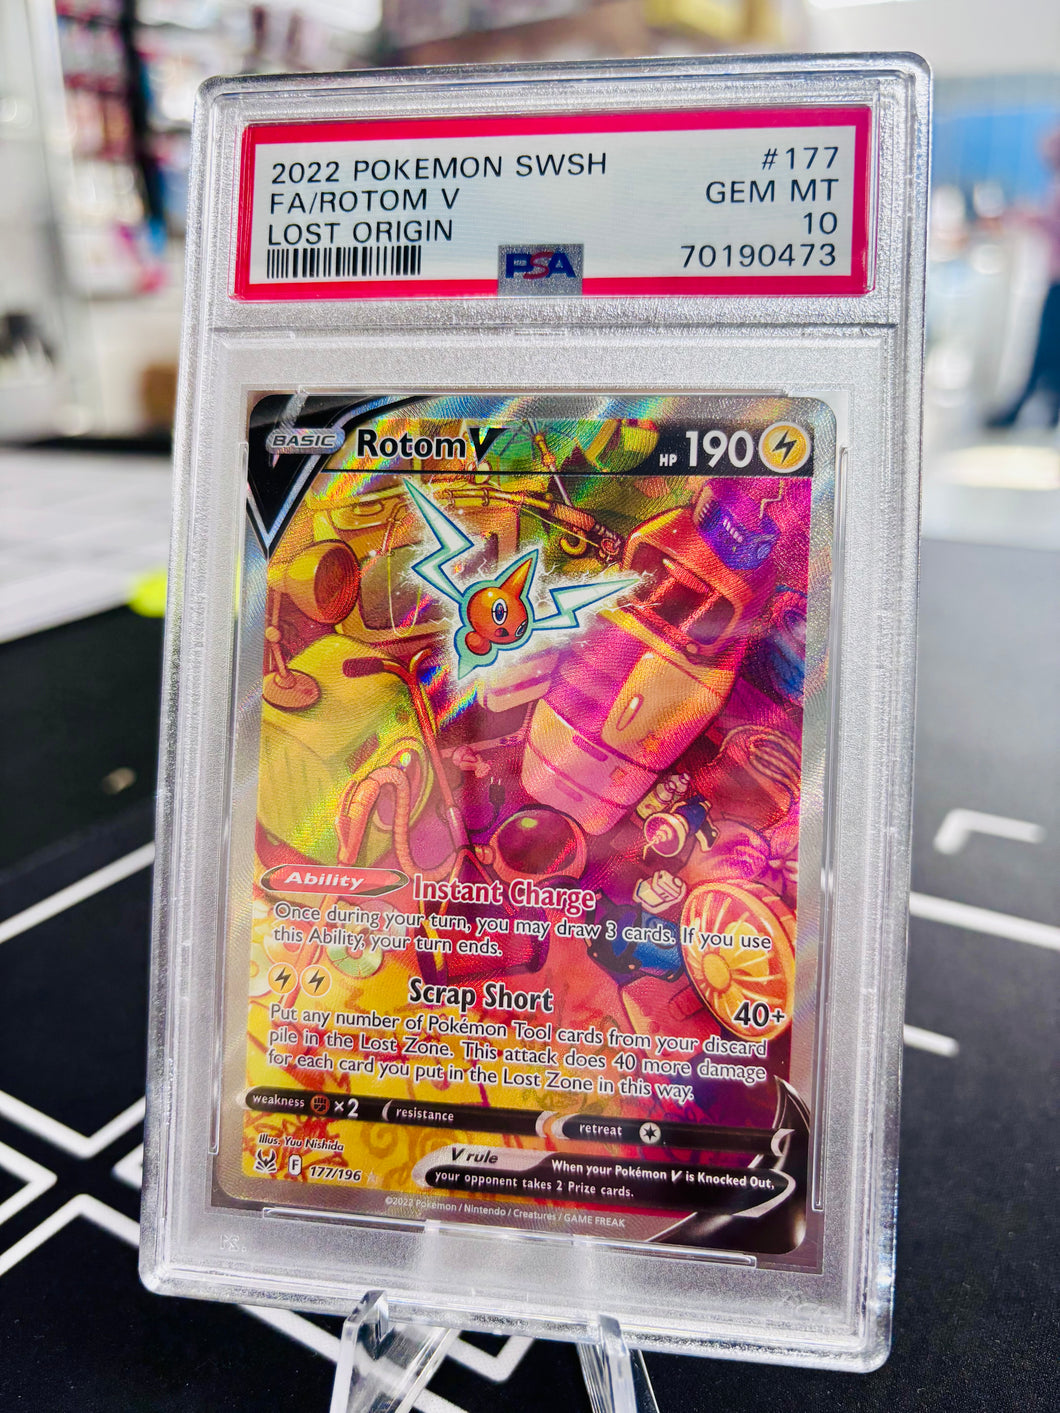 2022 POKEMON SWSH #177
FA/ROTOM V GEM MT
LOST ORIGIN 10
70190473
PSA
BASIC Rotom V HP 190
Ability Instant Charge
Once during your turn, you may draw 3 cards. If you use
this Ability, your turn ends.
Scrap Short 40+
Put any number of Pokémon Tool cards from your discard
pile in the Lost Zone. This attack does 40 more damage
for each card you put in the Lost Zone in this way.
weakness ×2 resistance retreat
Illus. Yuu Nishida
F 177/196
V rule When your Pokémon V is Knocked Out,
your opponent takes 2 Prize cards.
©2022 Pokémon / Nintendo / Creatures / GAME FREAK